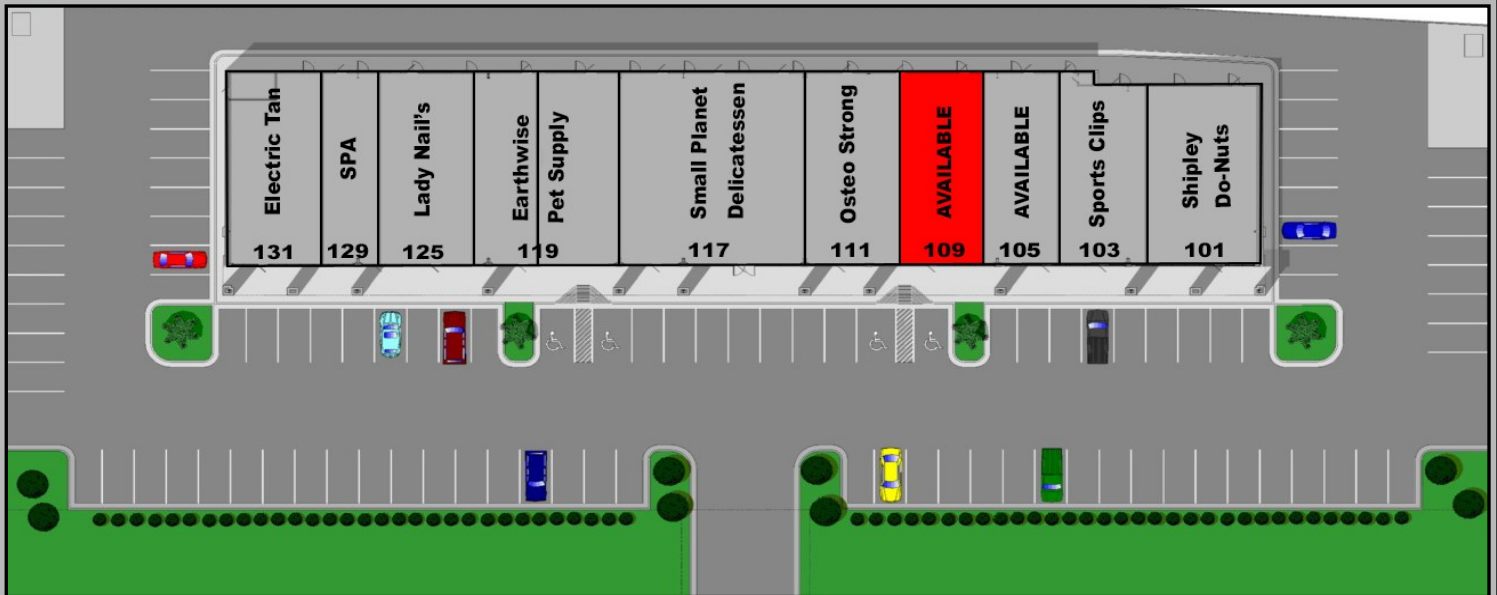 Electric Tan
131
SPA
129
Lady Nail's
125
Earthwise
Pet Supply
119
Small Planet
Delicatessen
117
Osteo Strong
111
AVAILABLE
109
AVAILABLE
105
Sports Clips
103
Shipley
Do-Nuts
101